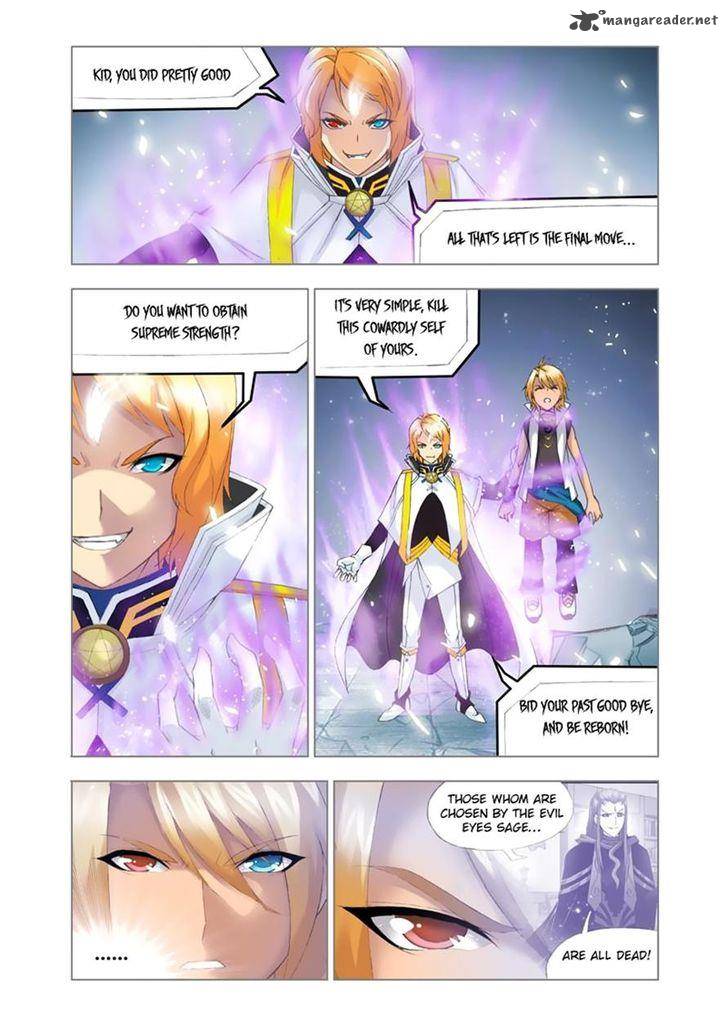 mangareader.net
KID, YOU DID PRETTY GOOD
ALL THAT'S LEFT IS THE FINAL MOVE...
DO YOU WANT TO OBTAIN
SUPREME STRENGTH?
IT'S VERY SIMPLE, KILL
THIS COWARDLY SELF
OF YOURS.
BID YOUR PAST GOOD BYE,
AND BE REBORN!
......
THOSE WHOM ARE
CHOSEN BY THE EVIL
EYES SAGE...
ARE ALL DEAD!